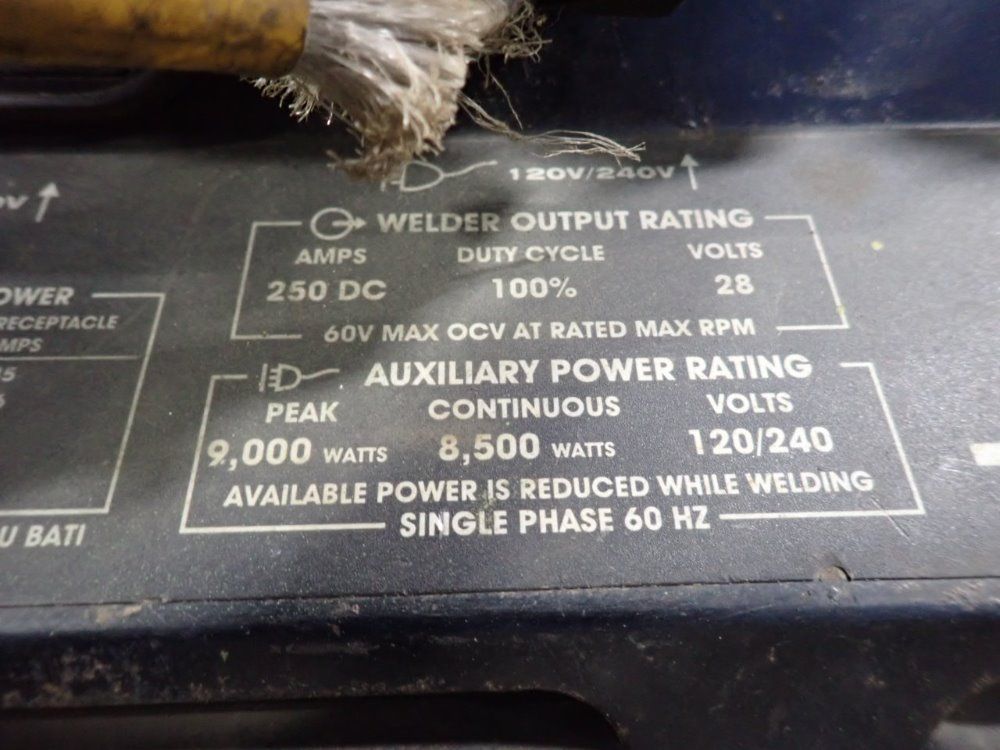 120V/240V
WELDER OUTPUT RATING
AMPS DUTY CYCLE VOLTS
250 DC 100% 28
60V MAX OCV AT RATED MAX RPM
AUXILIARY POWER RATING
PEAK CONTINUOUS VOLTS
9,000 WATTS 8,500 WATTS 120/240
AVAILABLE POWER IS REDUCED WHILE WELDING
SINGLE PHASE 60 HZ
RECEPTACLE
U BATI